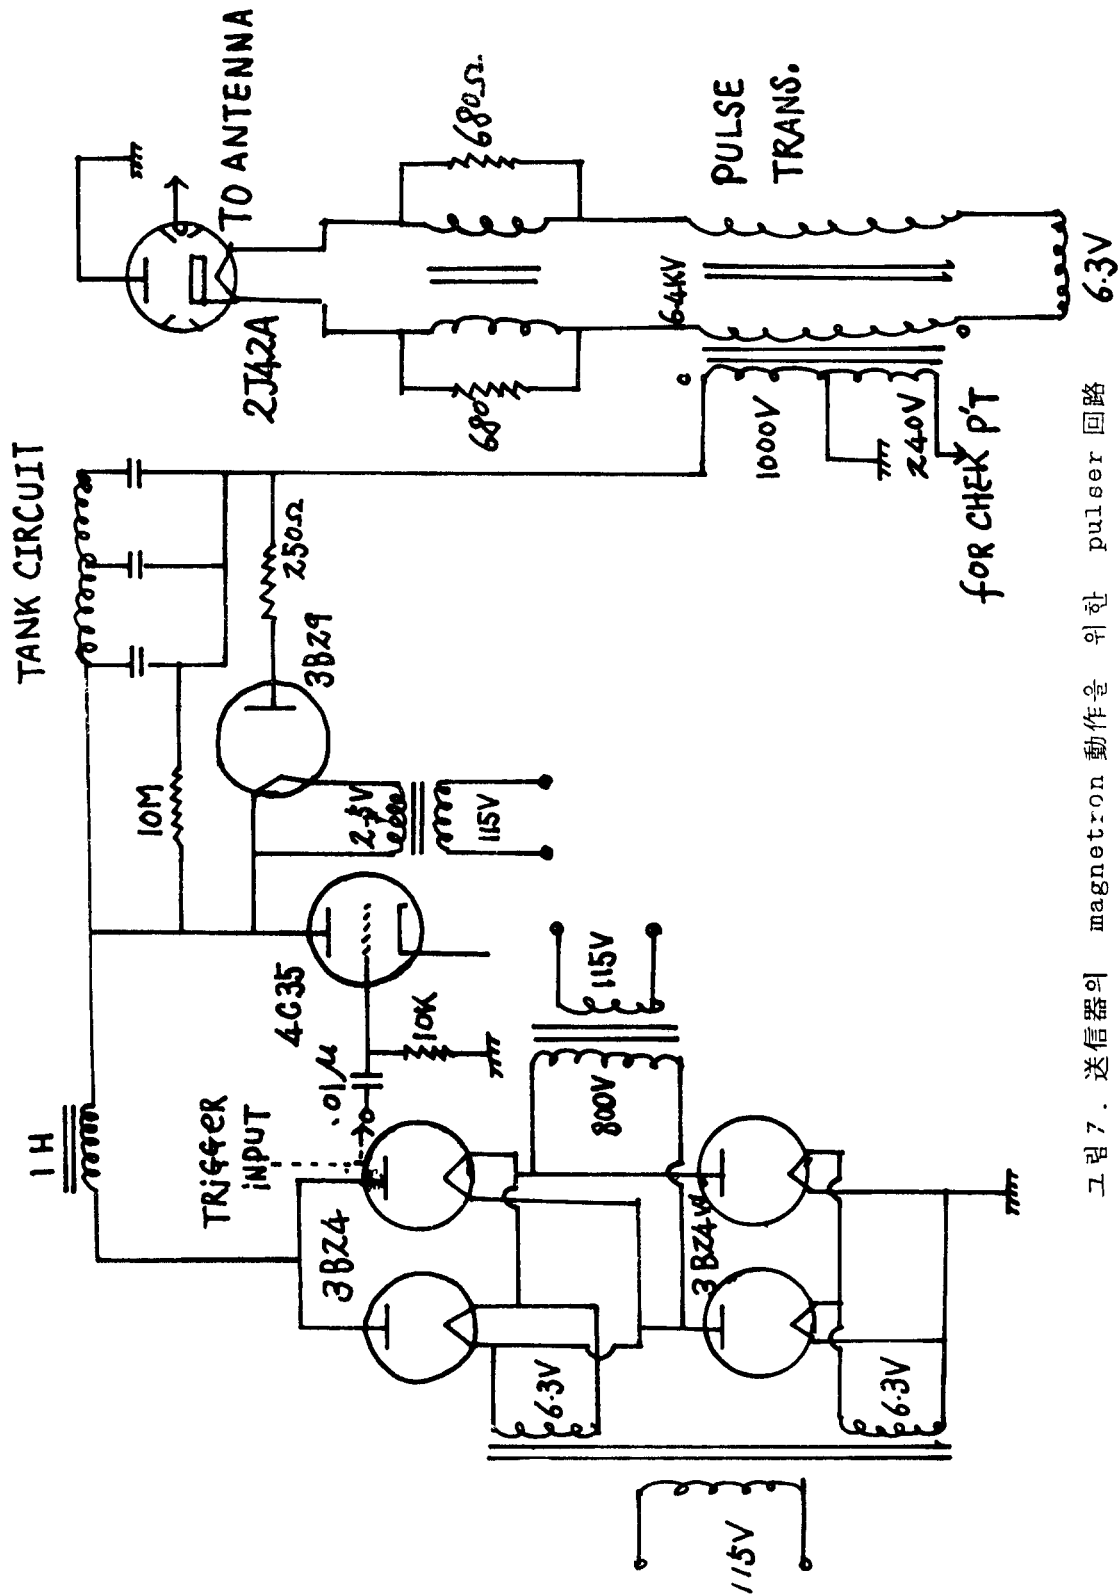 TANK CIRCUIT
1 H
TRIGGER
INPUT
.01μ
10K
4C35
10M
3B29
250Ω
2.5V
115V
2J42A
TO ANTENNA
680
680Ω
6.4KV
PULSE
TRANS.
1000V
240V
FOR CHEK P'T
6.3V
3B24
3B24W
800V
115V
6.3V
6.3V
115V
그림 7. 送信器의 magnetron 動作을 위한 pulser 回路